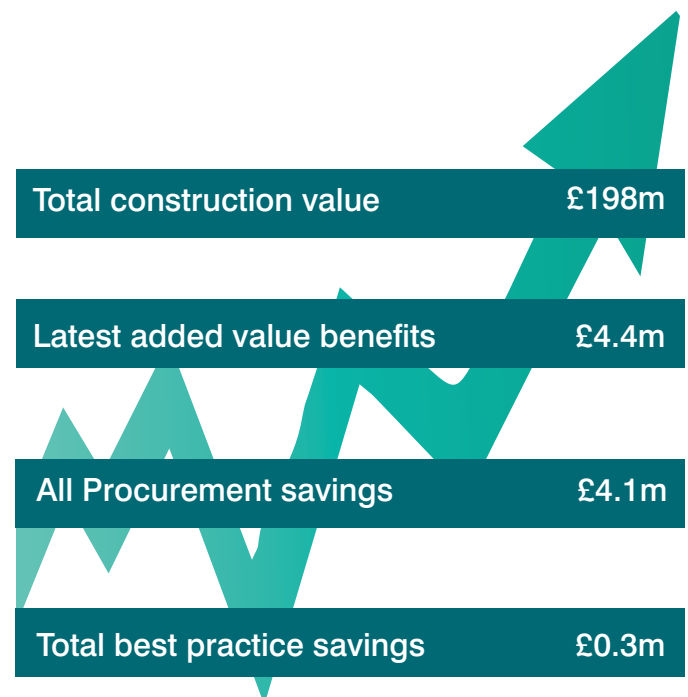 Total construction value £198m
Latest added value benefits £4.4m
All Procurement savings £4.1m
Total best practice savings £0.3m